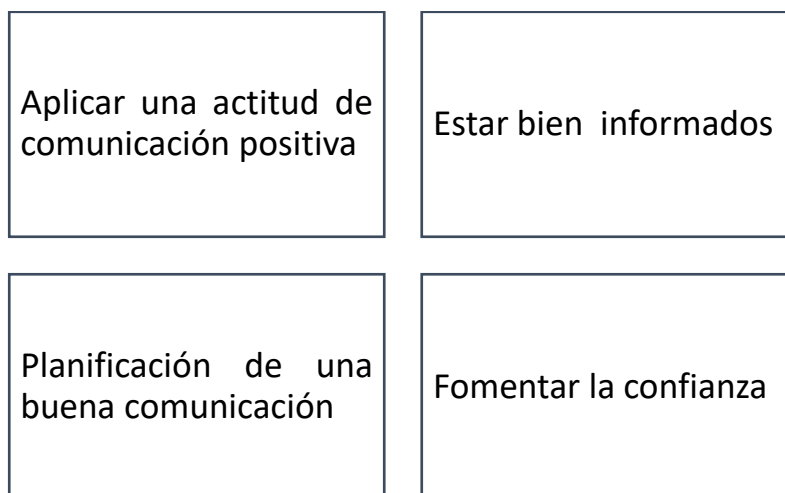 Aplicar una actitud de
comunicación positiva
Estar bien informados
Planificación de una
buena comunicación
Fomentar la confianza